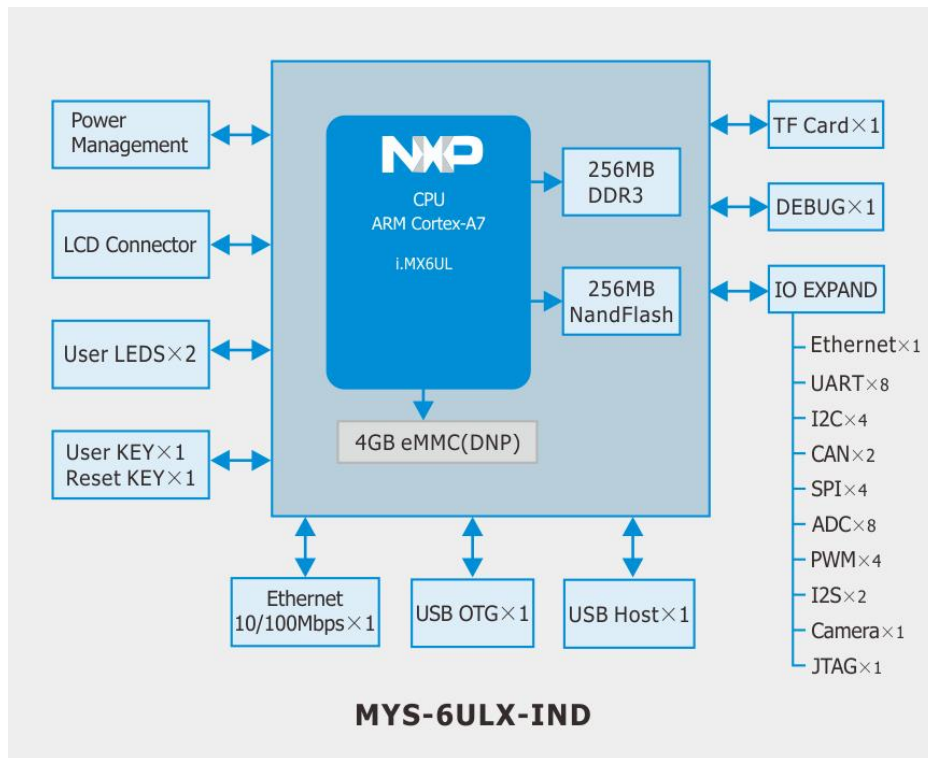 Power
Management
LCD Connector
User LEDS×2
User KEY×1
Reset KEY×1
NXP
CPU
ARM Cortex-A7
i.MX6UL
256MB
DDR3
256MB
NandFlash
4GB eMMC(DNP)
TF Card×1
DEBUG×1
IO EXPAND
Ethernet×1
UART×8
I2C×4
CAN×2
SPI×4
ADC×8
PWM×4
I2S×2
Camera×1
JTAG×1
Ethernet
10/100Mbps×1
USB OTG×1
USB Host×1
MYS-6ULX-IND